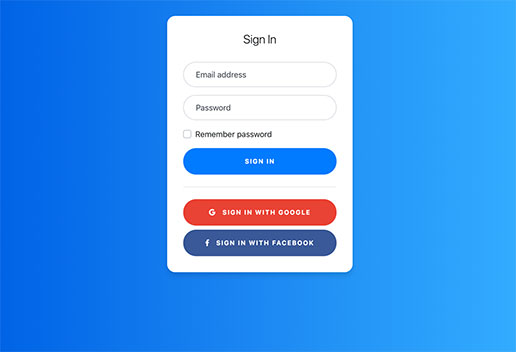 Sign In
Email address
Password
Remember password
SIGN IN
SIGN IN WITH GOOGLE
SIGN IN WITH FACEBOOK